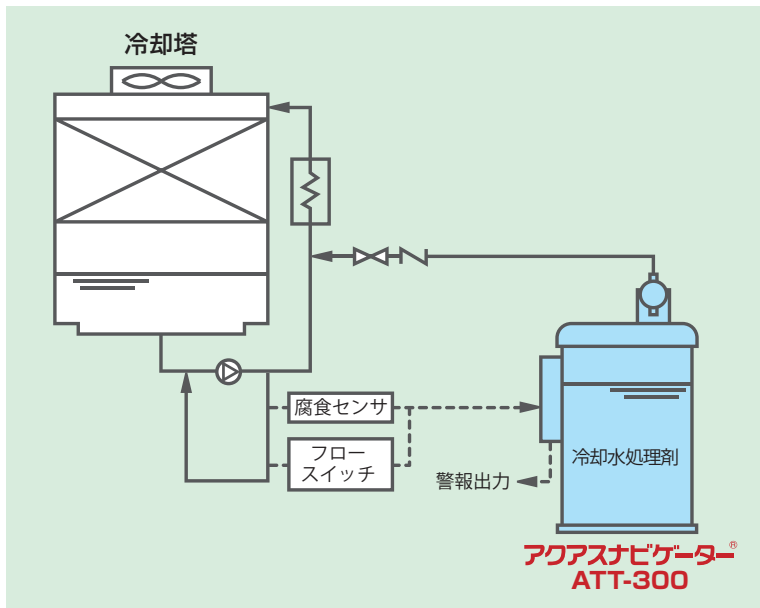 冷却塔
腐食センサ
フロー
スイッチ
冷却水処理剤
警報出力
アクアスナビゲーター®
ATT-300